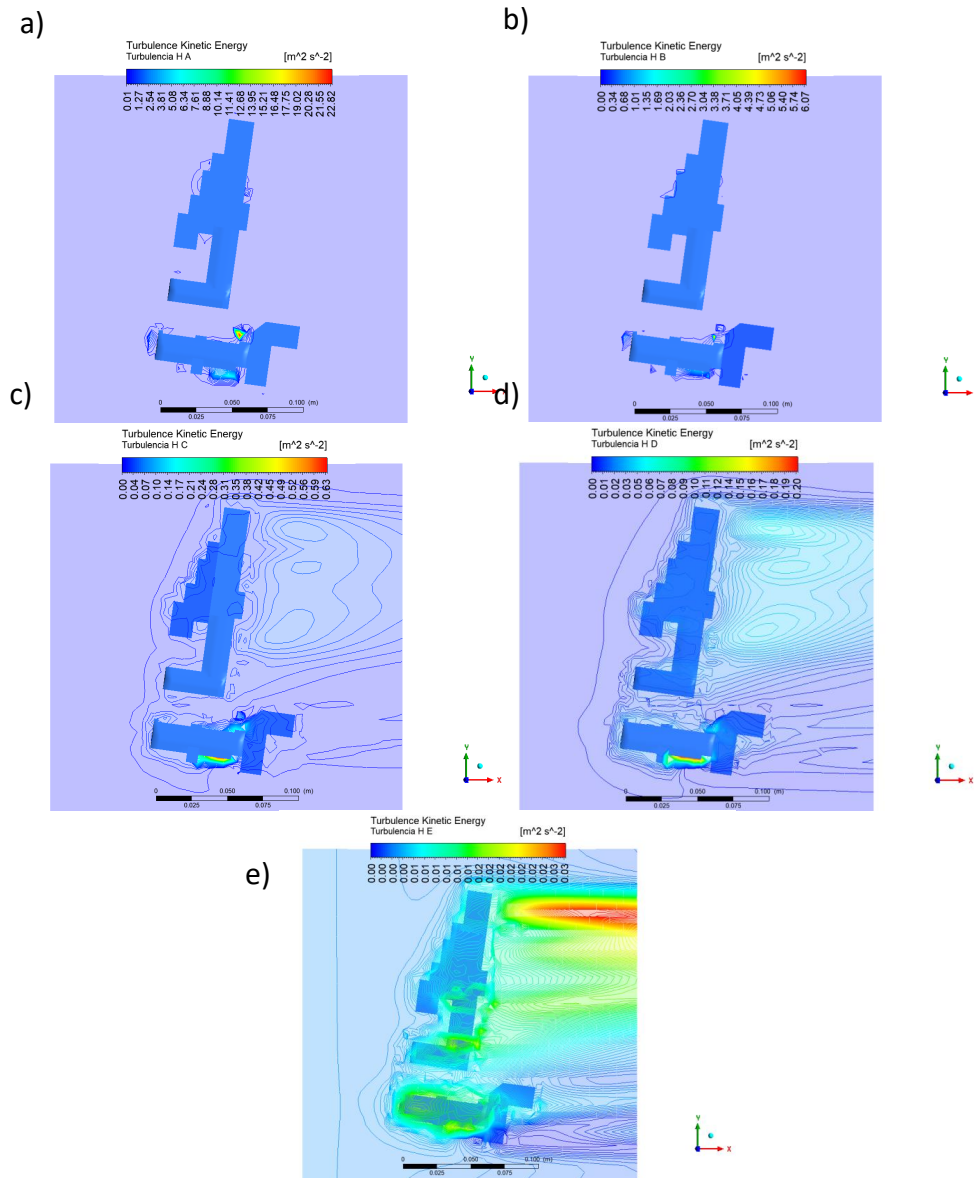 a)
Turbulence Kinetic Energy
Turbulencia H A [m^2 s^-2]
0.01 1.27 2.54 3.81 5.08 6.34 7.61 8.88 10.14 11.41 12.68 13.95 15.21 16.48 17.75 19.02 20.28 21.55 22.82
Y
0 0.050 0.100 (m)
0.025 0.075
b)
Turbulence Kinetic Energy
Turbulencia H B [m^2 s^-2]
0.00 0.34 0.68 1.01 1.35 1.69 2.03 2.36 2.70 3.04 3.38 3.71 4.05 4.39 4.73 5.06 5.40 5.74 6.07
Y
0 0.050 0.100 (m)
0.025 0.075
c)
Turbulence Kinetic Energy
Turbulencia H C [m^2 s^-2]
0.00 0.04 0.07 0.10 0.14 0.17 0.21 0.24 0.28 0.31 0.35 0.38 0.42 0.45 0.49 0.52 0.56 0.59 0.63
Y
X
0 0.050 0.100 (m)
0.025 0.075
d)
Turbulence Kinetic Energy
Turbulencia H D [m^2 s^-2]
0.00 0.01 0.02 0.03 0.05 0.06 0.07 0.08 0.09 0.10 0.11 0.12 0.14 0.15 0.16 0.17 0.18 0.19 0.20
Y
X
0 0.050 0.100 (m)
0.025 0.075
e)
Turbulence Kinetic Energy
Turbulencia H E [m^2 s^-2]
0.00 0.00 0.00 0.01 0.01 0.01 0.01 0.01 0.01 0.02 0.02 0.02 0.02 0.02 0.03 0.03
Y
X
0 0.050 0.100 (m)
0.025 0.075